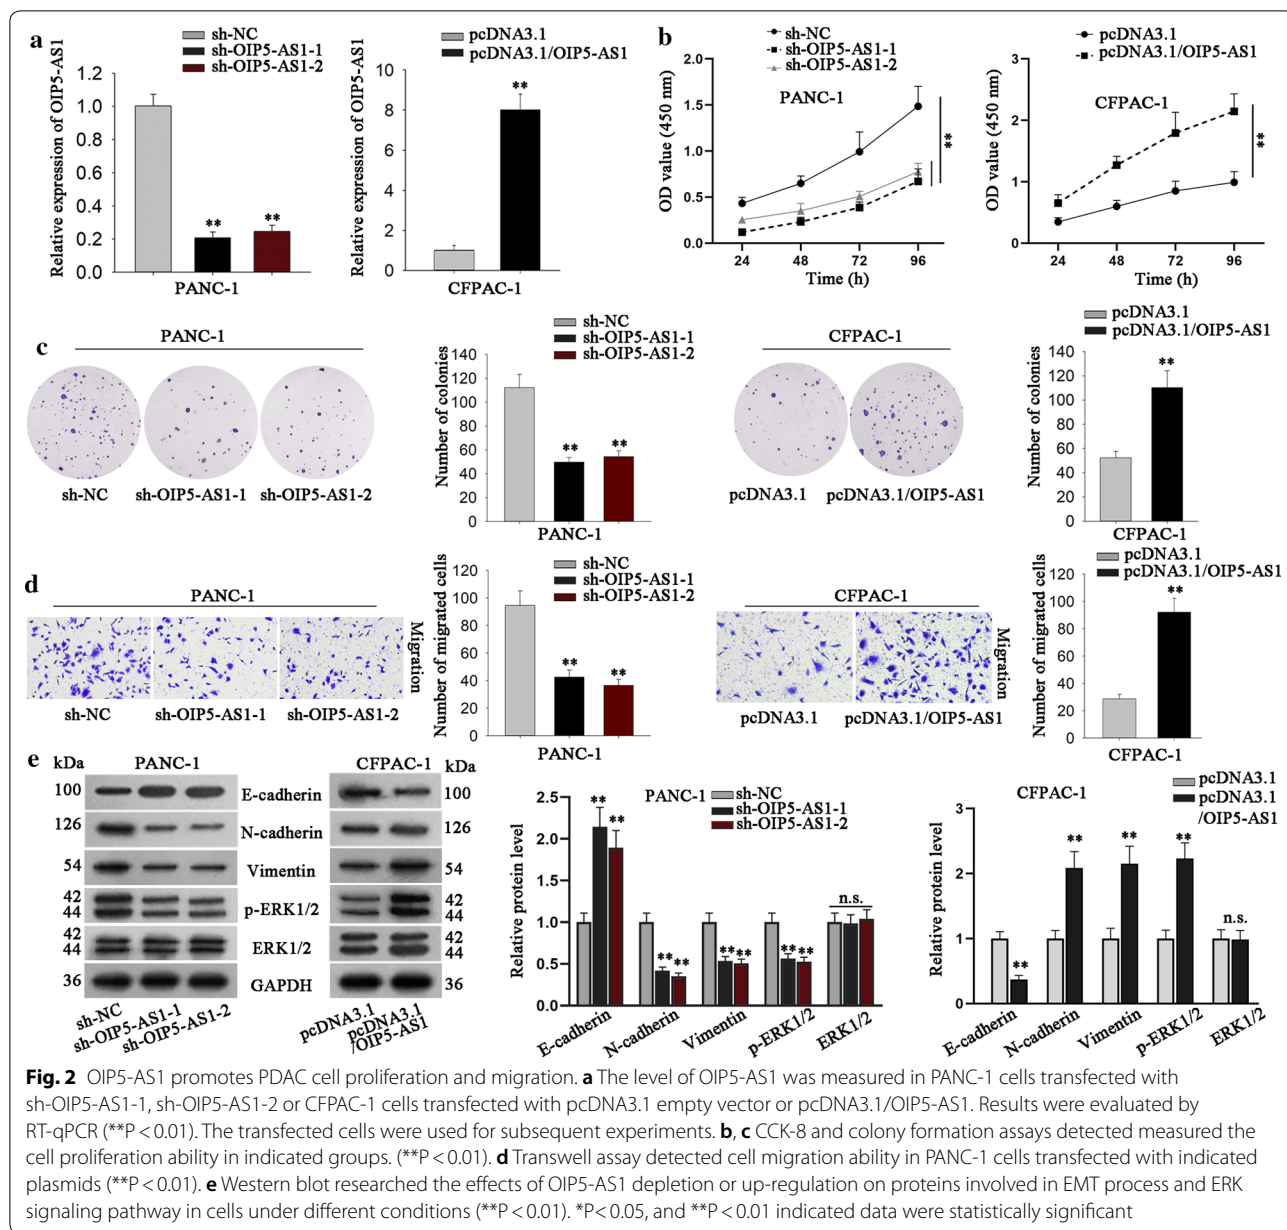 a
sh-NC
sh-OIP5-AS1-1
sh-OIP5-AS1-2
Relative expression of OIP5-AS1
1.2
1.0
0.8
0.6
0.4
0.2
0.0
**
**
PANC-1
pcDNA3.1
pcDNA3.1/OIP5-AS1
Relative expression of OIP5-AS1
10
8
6
4
2
0
**
CFPAC-1
b
sh-NC
sh-OIP5-AS1-1
sh-OIP5-AS1-2
PANC-1
OD value (450 nm)
2.0
1.5
1.0
0.5
0.0
**
24 48 72 96
Time (h)
pcDNA3.1
pcDNA3.1/OIP5-AS1
CFPAC-1
OD value (450 nm)
3
2
1
0
**
24 48 72 96
Time (h)
c
PANC-1
sh-NC sh-OIP5-AS1-1 sh-OIP5-AS1-2
sh-NC
sh-OIP5-AS1-1
sh-OIP5-AS1-2
Number of colonies
140
120
100
80
60
40
20
0
**
**
PANC-1
CFPAC-1
pcDNA3.1 pcDNA3.1/OIP5-AS1
pcDNA3.1
pcDNA3.1/OIP5-AS1
Number of colonies
140
120
100
80
60
40
20
0
**
CFPAC-1
d
PANC-1
Migration
sh-NC sh-OIP5-AS1-1 sh-OIP5-AS1-2
sh-NC
sh-OIP5-AS1-1
sh-OIP5-AS1-2
Number of migrated cells
120
100
80
60
40
20
0
**
**
PANC-1
CFPAC-1
Migration
pcDNA3.1 pcDNA3.1/OIP5-AS1
pcDNA3.1
pcDNA3.1/OIP5-AS1
Number of migrated cells
120
100
80
60
40
20
0
**
CFPAC-1
e
kDa PANC-1 CFPAC-1 kDa
100 E-cadherin 100
126 N-cadherin 126
54 Vimentin 54
42 42
44 p-ERK1/2 44
42 42
44 ERK1/2 44
36 GAPDH 36
sh-NC
sh-OIP5-AS1-1
sh-OIP5-AS1-2
pcDNA3.1
pcDNA3.1
/OIP5-AS1
PANC-1
sh-NC
sh-OIP5-AS1-1
sh-OIP5-AS1-2
Relative protein level
2.5
2.0
1.5
1.0
0.5
0.0
** ** ** ** ** ** ** ** n.s.
E-cadherin N-cadherin Vimentin p-ERK1/2 ERK1/2
CFPAC-1
pcDNA3.1
pcDNA3.1
/OIP5-AS1
Relative protein level
3
2
1
0
** ** ** ** n.s.
E-cadherin N-cadherin Vimentin p-ERK1/2 ERK1/2
Fig. 2 OIP5-AS1 promotes PDAC cell proliferation and migration. a The level of OIP5-AS1 was measured in PANC-1 cells transfected with
sh-OIP5-AS1-1, sh-OIP5-AS1-2 or CFPAC-1 cells transfected with pcDNA3.1 empty vector or pcDNA3.1/OIP5-AS1. Results were evaluated by
RT-qPCR (**P < 0.01). The transfected cells were used for subsequent experiments. b, c CCK-8 and colony formation assays detected measured the
cell proliferation ability in indicated groups. (**P < 0.01). d Transwell assay detected cell migration ability in PANC-1 cells transfected with indicated
plasmids (**P < 0.01). e Western blot researched the effects of OIP5-AS1 depletion or up-regulation on proteins involved in EMT process and ERK
signaling pathway in cells under different conditions (**P < 0.01). *P < 0.05, and **P < 0.01 indicated data were statistically significant